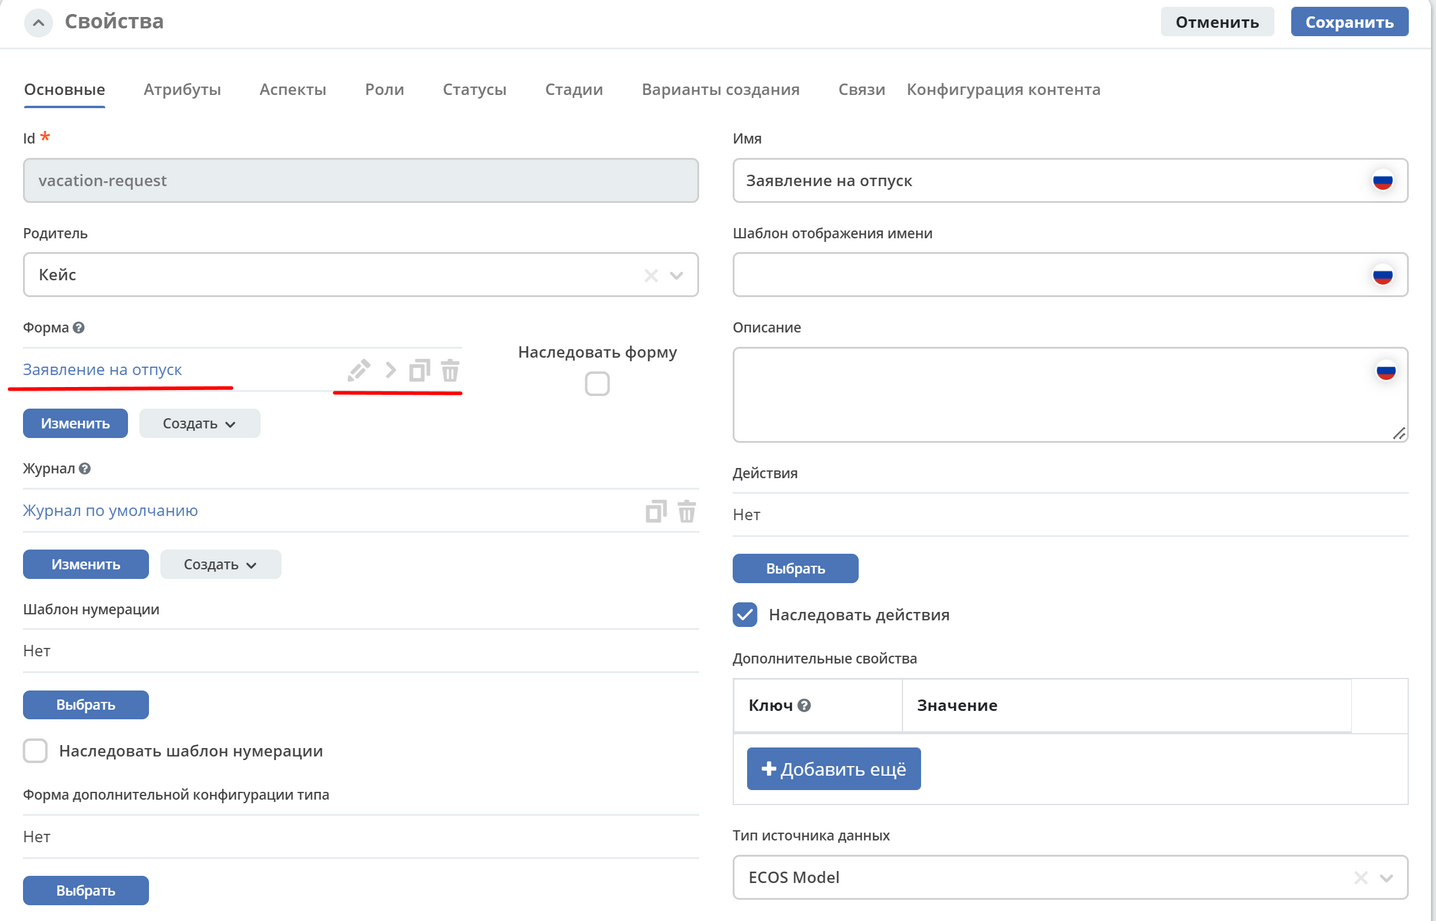 Свойства
Отменить
Сохранить
Основные
Атрибуты
Аспекты
Роли
Статусы
Стадии
Варианты создания
Связи
Конфигурация контента
Id *
vacation-request
Родитель
Кейс
Форма
Заявление на отпуск
Наследовать форму
Изменить
Создать
Журнал
Журнал по умолчанию
Изменить
Создать
Шаблон нумерации
Нет
Выбрать
Наследовать шаблон нумерации
Форма дополнительной конфигурации типа
Нет
Выбрать
Имя
Заявление на отпуск
Шаблон отображения имени
Описание
Действия
Нет
Выбрать
Наследовать действия
Дополнительные свойства
Ключ
Значение
+ Добавить ещё
Тип источника данных
ECOS Model